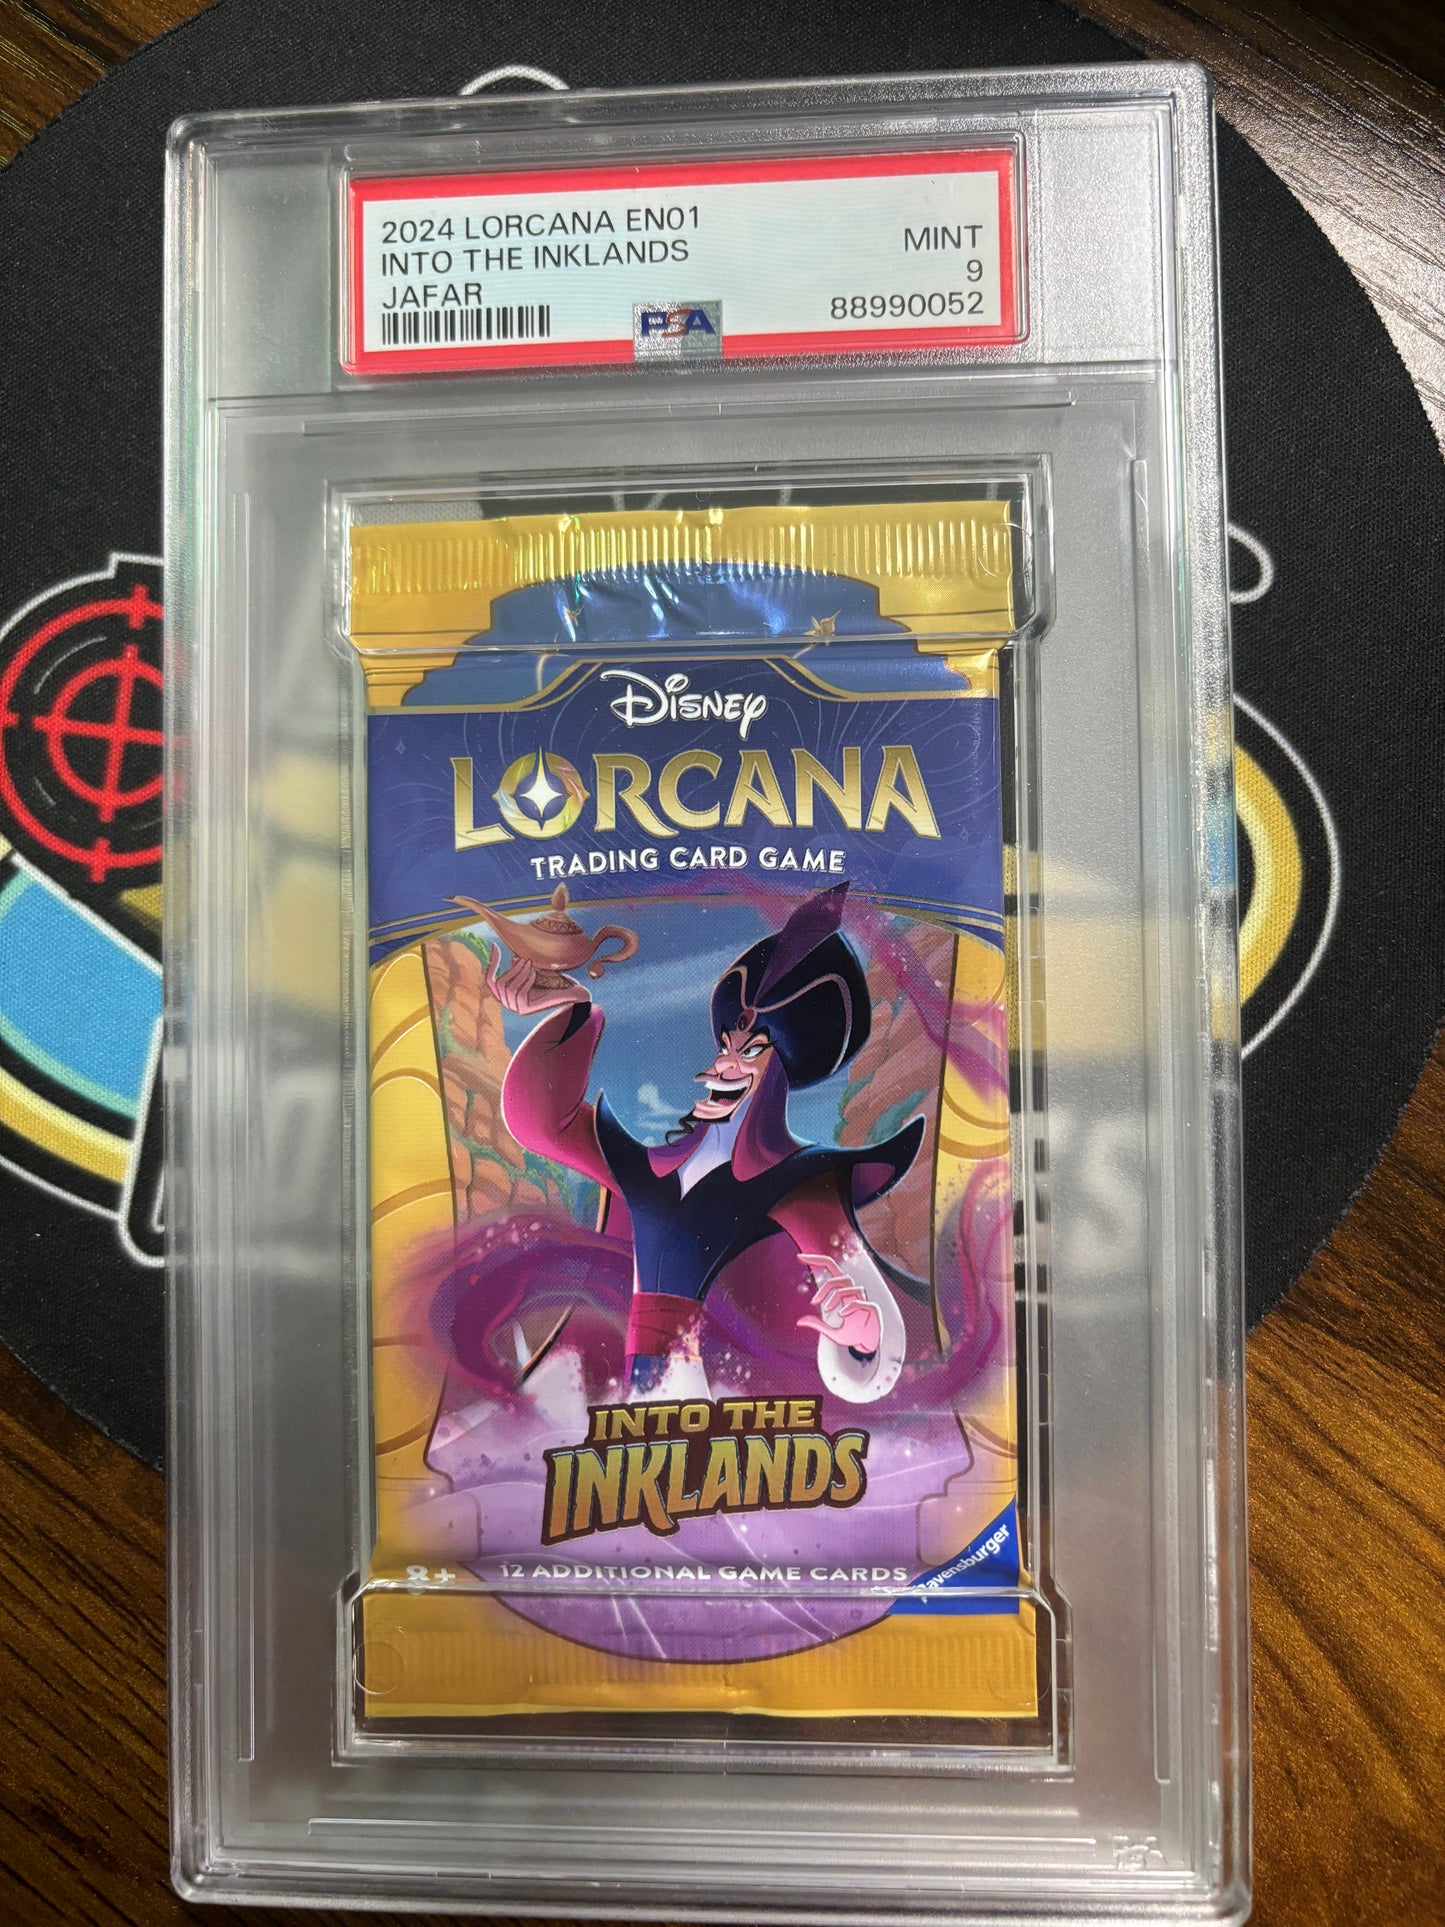 2024 LORCANA EN01
INTO THE INKLANDS
JAFAR
MINT
9
88990052
PSA
DISNEY
LORCANA
TRADING CARD GAME
INTO THE
INKLANDS
8+
12 ADDITIONAL GAME CARDS
Ravensburger